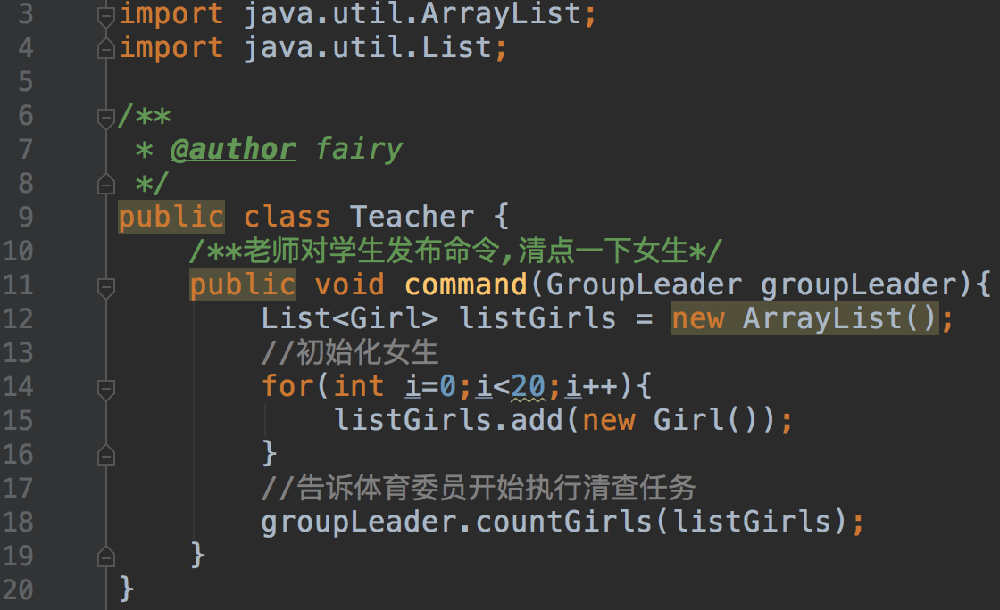 3 import java.util.ArrayList;
4 import java.util.List;
5
6 /**
7  * @author fairy
8  */
9 public class Teacher {
10     /**老师对学生发布命令,清点一下女生*/
11     public void command(GroupLeader groupLeader){
12         List<Girl> listGirls = new ArrayList();
13         //初始化女生
14         for(int i=0;i<20;i++){
15             listGirls.add(new Girl());
16         }
17         //告诉体育委员开始执行清查任务
18         groupLeader.countGirls(listGirls);
19     }
20 }